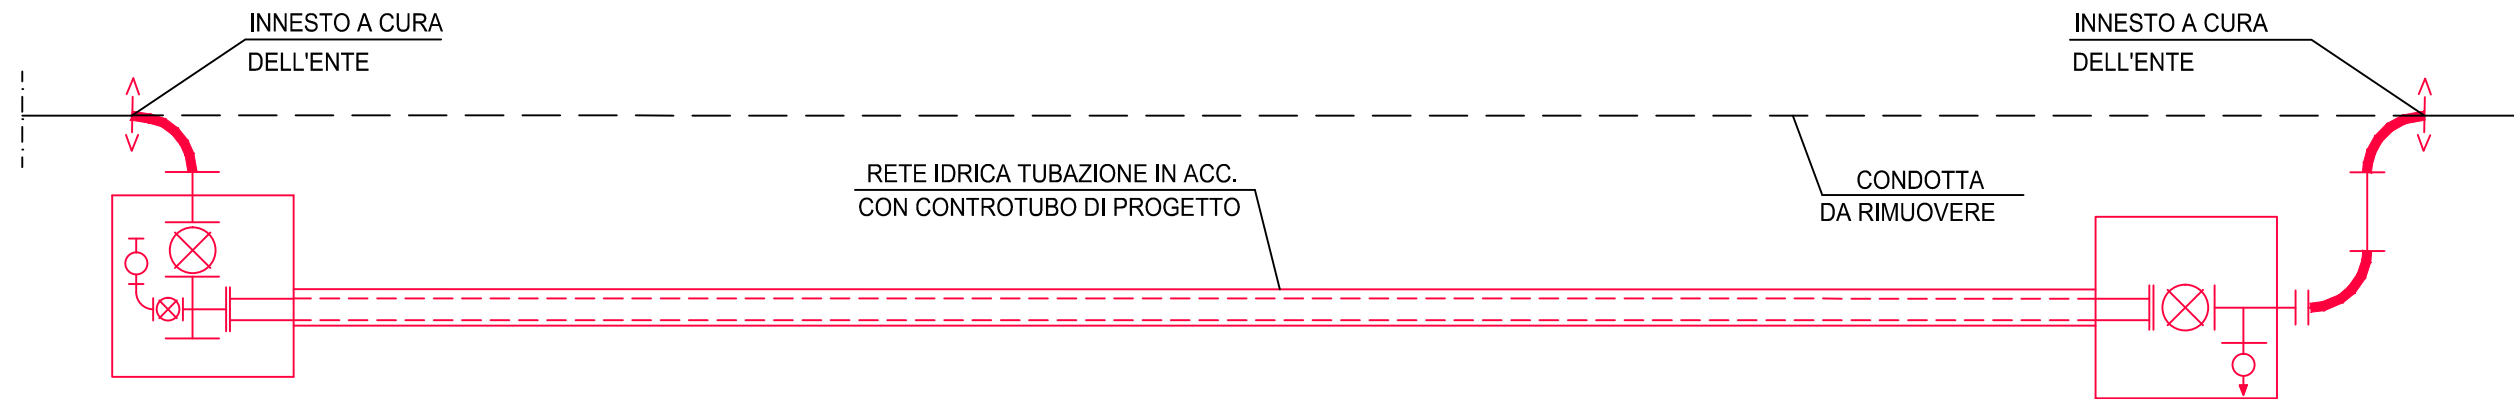 INNESTO A CURA
DELL'ENTE
INNESTO A CURA
DELL'ENTE
RETE IDRICA TUBAZIONE IN ACC.
CON CONTROTUBO DI PROGETTO
CONDOTTA
DA RIMUOVERE